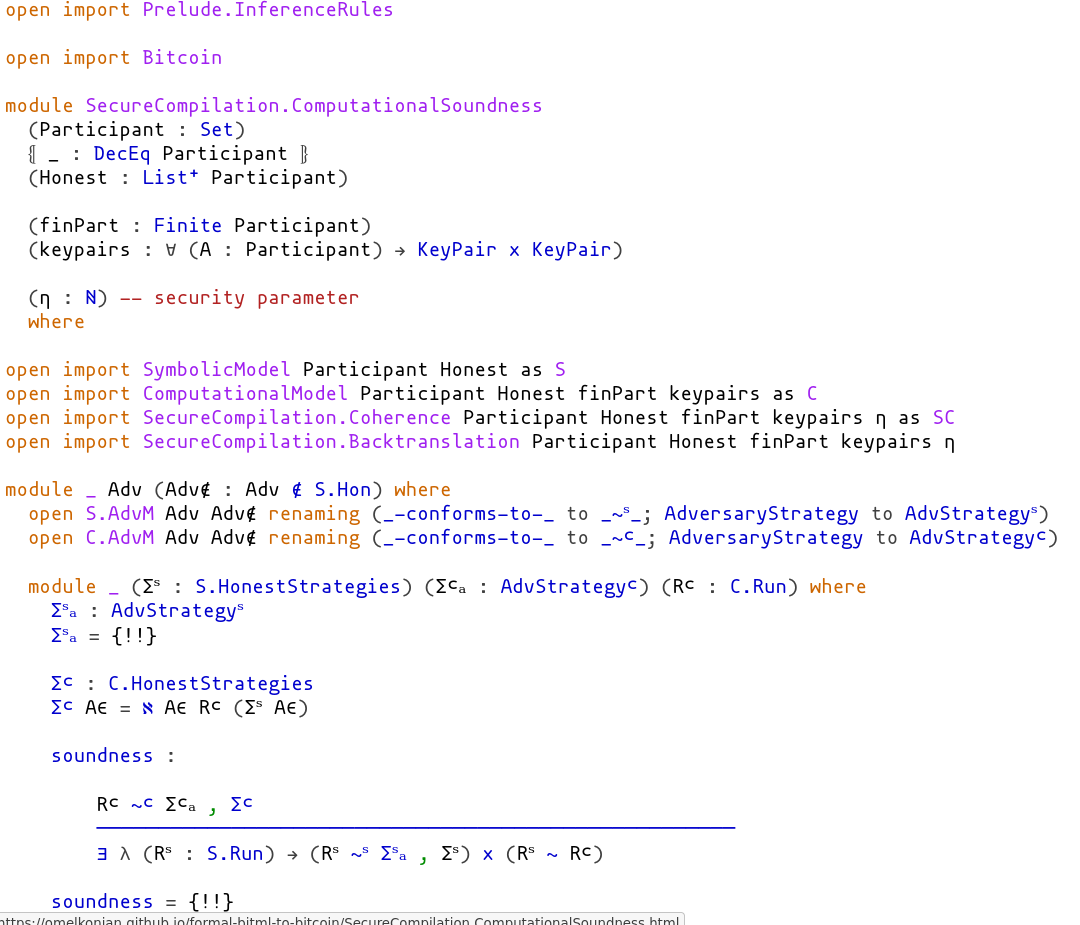 open import Prelude.InferenceRules
open import Bitcoin
module SecureCompilation.ComputationalSoundness
(Participant : Set)
⦃ _ : DecEq Participant ⦄
(Honest : List⁺ Participant)
(finPart : Finite Participant)
(keypairs : ∀ (A : Participant) → KeyPair × KeyPair)
(η : ℕ) -- security parameter
where
open import SymbolicModel Participant Honest as S
open import ComputationalModel Participant Honest finPart keypairs as C
open import SecureCompilation.Coherence Participant Honest finPart keypairs η as SC
open import SecureCompilation.Backtranslation Participant Honest finPart keypairs η
module _ Adv (Adv∉ : Adv ∉ S.Hon) where
open S.AdvM Adv Adv∉ renaming (_-conforms-to-_ to _~ˢ_; AdversaryStrategy to AdvStrategyˢ)
open C.AdvM Adv Adv∉ renaming (_-conforms-to-_ to _~ᶜ_; AdversaryStrategy to AdvStrategyᶜ)
module _ (Σˢ : S.HonestStrategies) (Σᶜₐ : AdvStrategyᶜ) (Rᶜ : C.Run) where
Σˢₐ : AdvStrategyˢ
Σˢₐ = {!!}
Σᶜ : C.HonestStrategies
Σᶜ A∈ = ℵ A∈ Rᶜ (Σˢ A∈)
soundness :
Rᶜ ~ᶜ Σᶜₐ , Σᶜ
────────────────────────────────────────────────────────
∃ λ (Rˢ : S.Run) → (Rˢ ~ˢ Σˢₐ , Σˢ) × (Rˢ ~ Rᶜ)
soundness = {!!}
https://omelkonian.github.io/formal-bitml-to-bitcoin/SecureCompilation.ComputationalSoundness.html